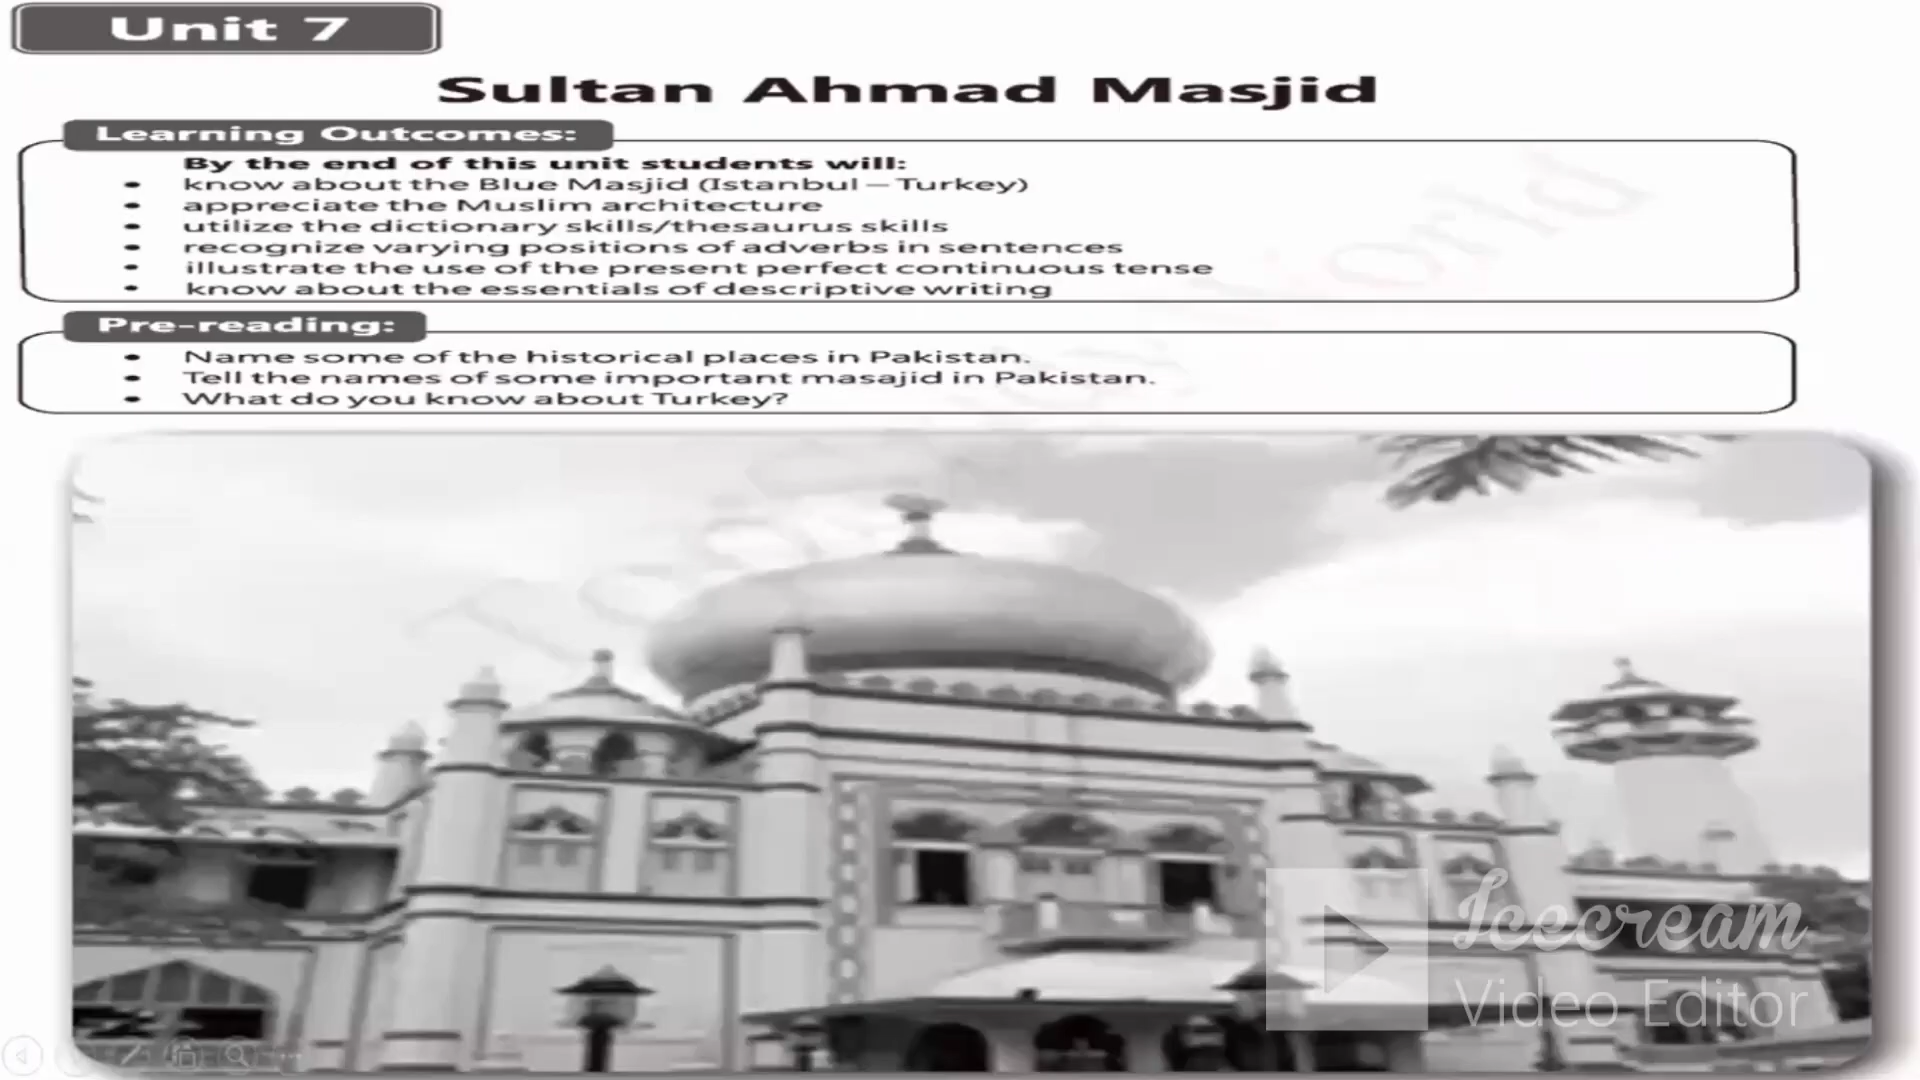 Unit 7
Sultan Ahmad Masjid
Learning Outcomes:
By the end of this unit students will:
• know about the Blue Masjid (Istanbul – Turkey)
• appreciate the Muslim architecture
• utilize the dictionary skills/thesaurus skills
• recognize varying positions of adverbs in sentences
• illustrate the use of the present perfect continuous tense
• know about the essentials of descriptive writing
Pre-reading:
• Name some of the historical places in Pakistan.
• Tell the names of some important masajid in Pakistan.
• What do you know about Turkey?
Icecream
Video Editor